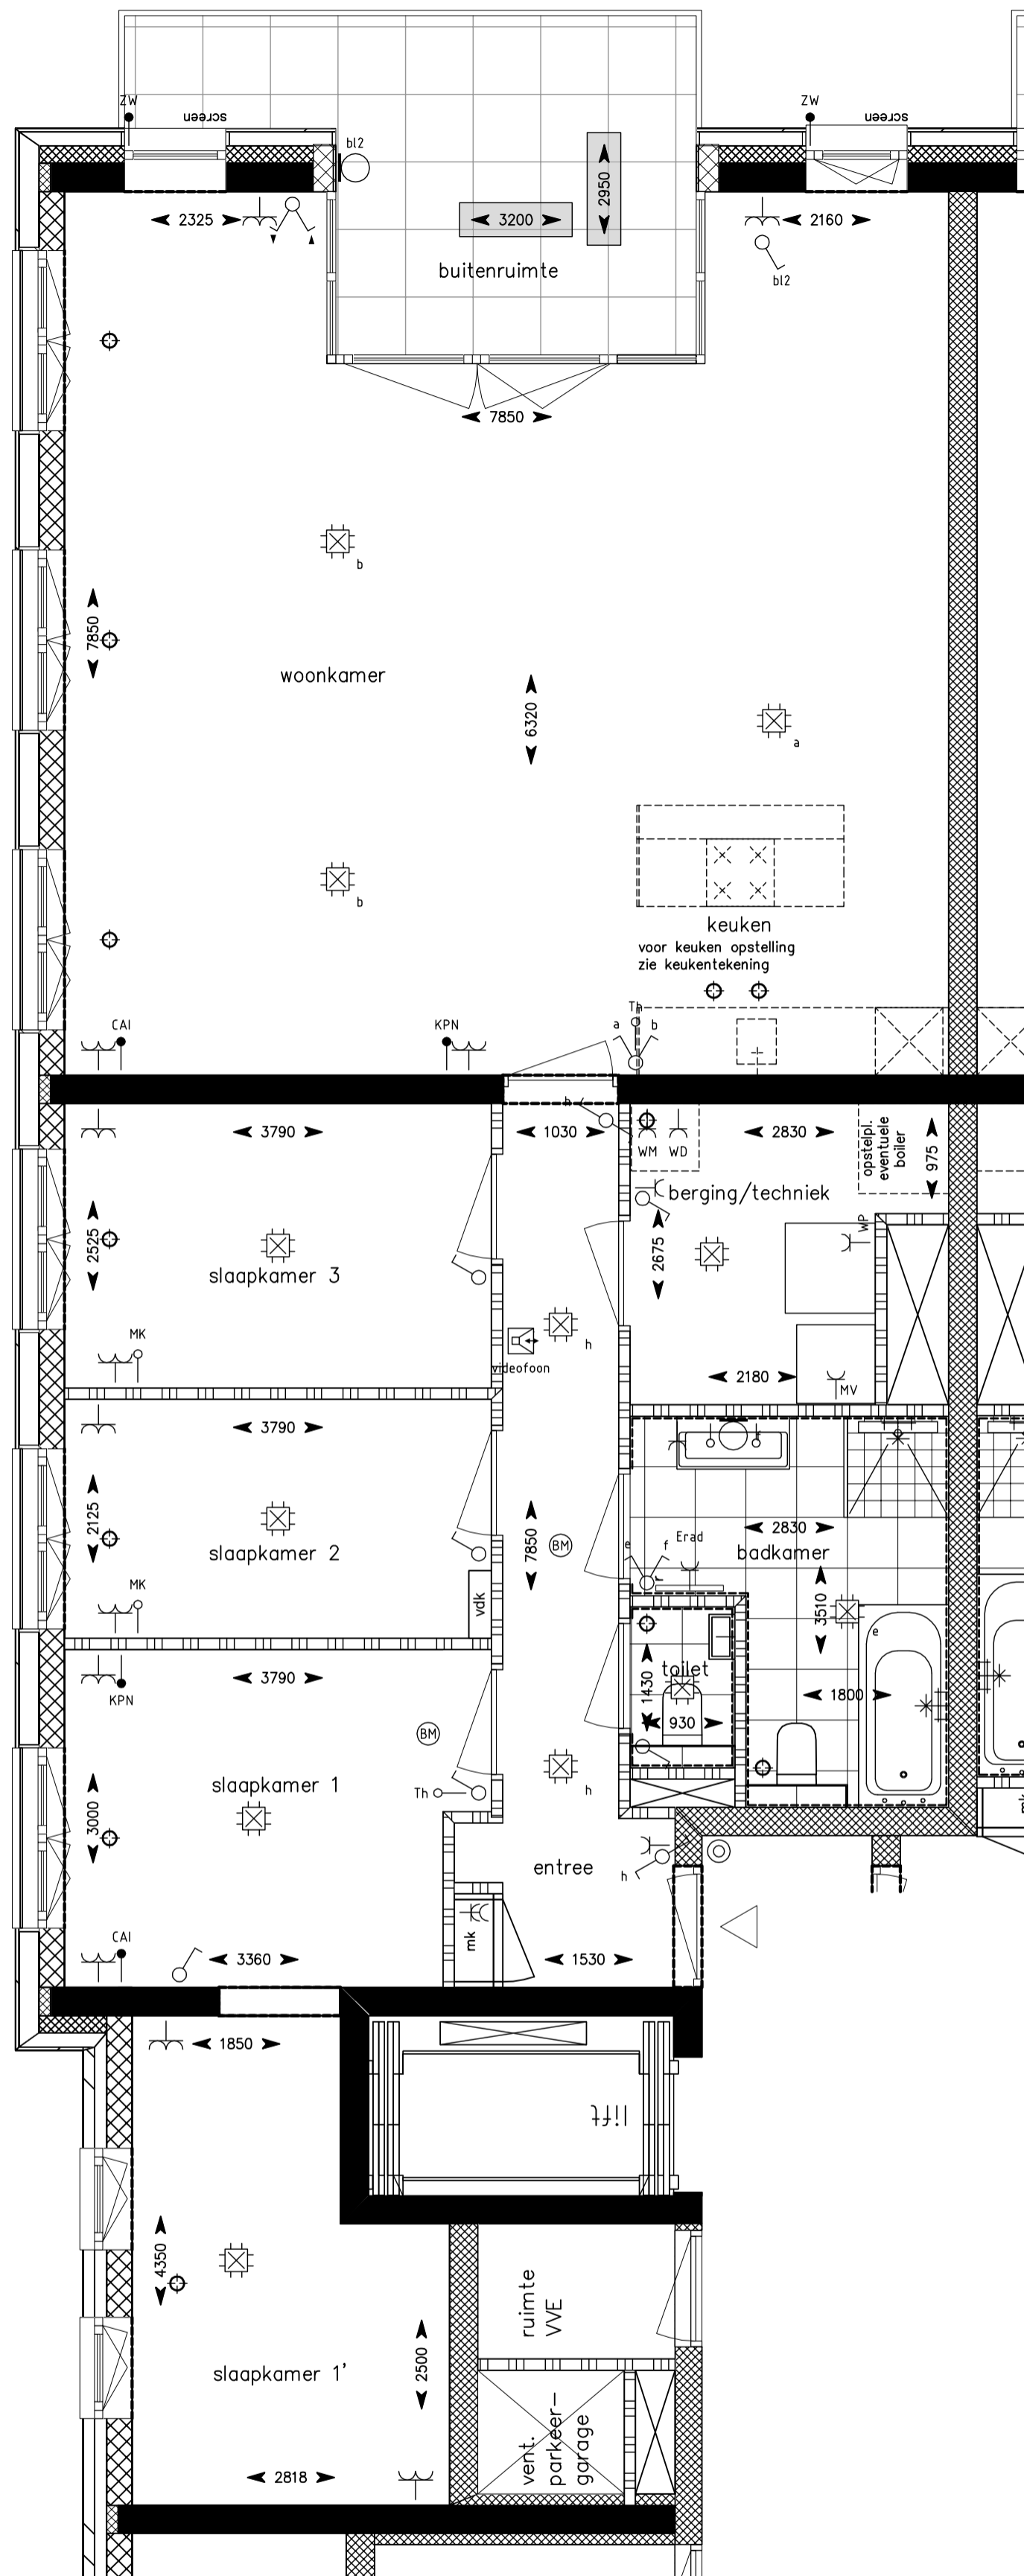 ZW
screen
ZW
screen
bl2
2325
3200
2950
2160
buitenruimte
bl2
7850
b
7850
woonkamer
6320
a
b
keuken
voor keuken opstelling
zie keukentekening
CAI
KPN
Th
a
b
h
3790
1030
WM
WD
2830
opstelpl.
eventuele
boiler
975
berging/techniek
WP
2525
2675
slaapkamer 3
MK
h
videofoon
2180
MV
3790
f
2125
7850
BM
2830
slaapkamer 2
e
f
Erad
badkamer
r
MK
vdk
3510
e
3790
KPN
1430
toilet
930
1800
BM
slaapkamer 1
Th
h
3000
mk
entree
h
CAI
mk
3360
1530
1850
lift
4350
ruimte
VVE
slaapkamer 1'
2500
vent.
parkeer-
garage
2818